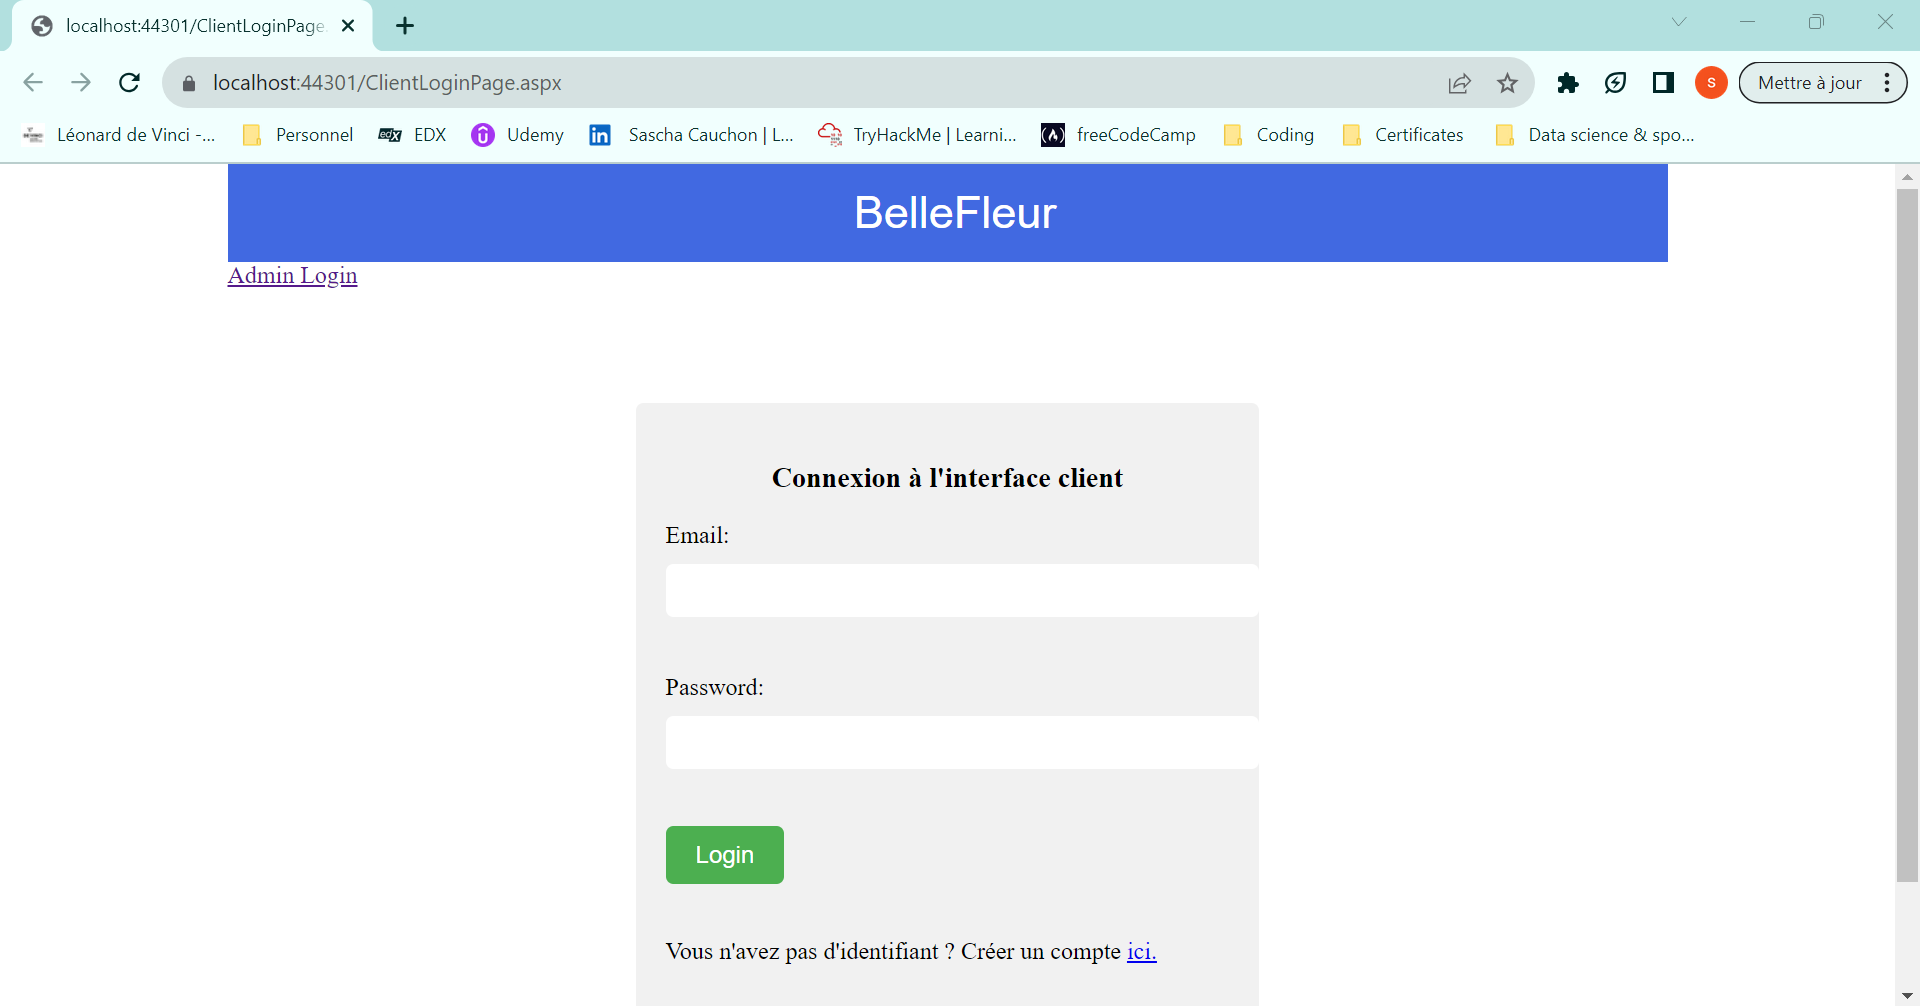 localhost:44301/ClientLoginPage
localhost:44301/ClientLoginPage.aspx
S
Mettre à jour
Léonard de Vinci -...
Personnel
edX
EDX
Udemy
in
Sascha Cauchon | L...
TryHackMe | Learni...
freeCodeCamp
Coding
Certificates
Data science & spo...
BelleFleur
Admin Login
Connexion à l'interface client
Email:
Password:
Login
Vous n'avez pas d'identifiant ? Créer un compte ici.